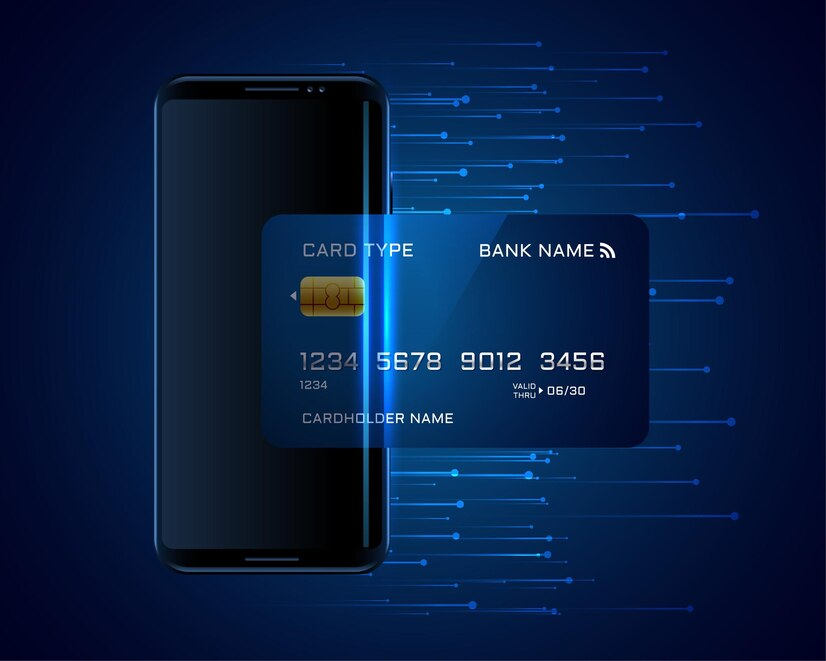 CARD TYPE BANK NAME
1234 5678 9012 3456
1234
VALID THRU 06/30
CARDHOLDER NAME